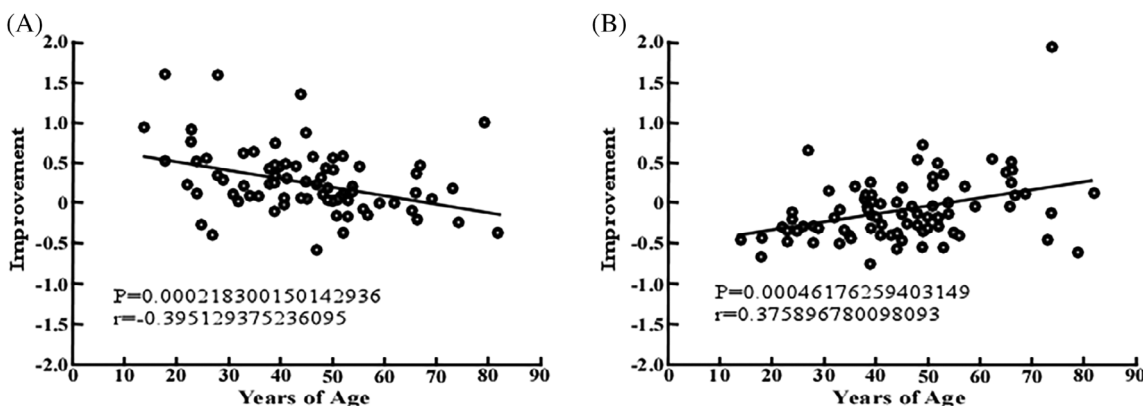 (A)
2.0
1.5
1.0
0.5
0
-0.5
-1.0
-1.5
-2.0
Improvement
P=0.000218300150142936
r=-0.395129375236095
0 10 20 30 40 50 60 70 80 90
Years of Age
(B)
2.0
1.5
1.0
0.5
0
-0.5
-1.0
-1.5
-2.0
Improvement
P=0.00046176259403149
r=0.375896780098093
0 10 20 30 40 50 60 70 80 90
Years of Age